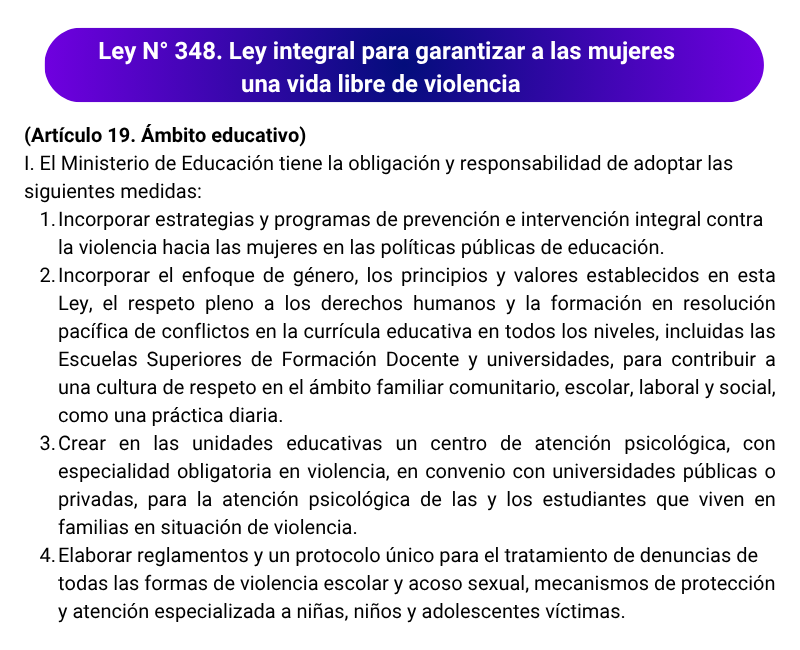 Ley N° 348. Ley integral para garantizar a las mujeres
una vida libre de violencia
(Artículo 19. Ámbito educativo)
I. El Ministerio de Educación tiene la obligación y responsabilidad de adoptar las
siguientes medidas:
1. Incorporar estrategias y programas de prevención e intervención integral contra
la violencia hacia las mujeres en las políticas públicas de educación.
2. Incorporar el enfoque de género, los principios y valores establecidos en esta
Ley, el respeto pleno a los derechos humanos y la formación en resolución
pacífica de conflictos en la currícula educativa en todos los niveles, incluidas las
Escuelas Superiores de Formación Docente y universidades, para contribuir a
una cultura de respeto en el ámbito familiar comunitario, escolar, laboral y social,
como una práctica diaria.
3. Crear en las unidades educativas un centro de atención psicológica, con
especialidad obligatoria en violencia, en convenio con universidades públicas o
privadas, para la atención psicológica de las y los estudiantes que viven en
familias en situación de violencia.
4. Elaborar reglamentos y un protocolo único para el tratamiento de denuncias de
todas las formas de violencia escolar y acoso sexual, mecanismos de protección
y atención especializada a niñas, niños y adolescentes víctimas.